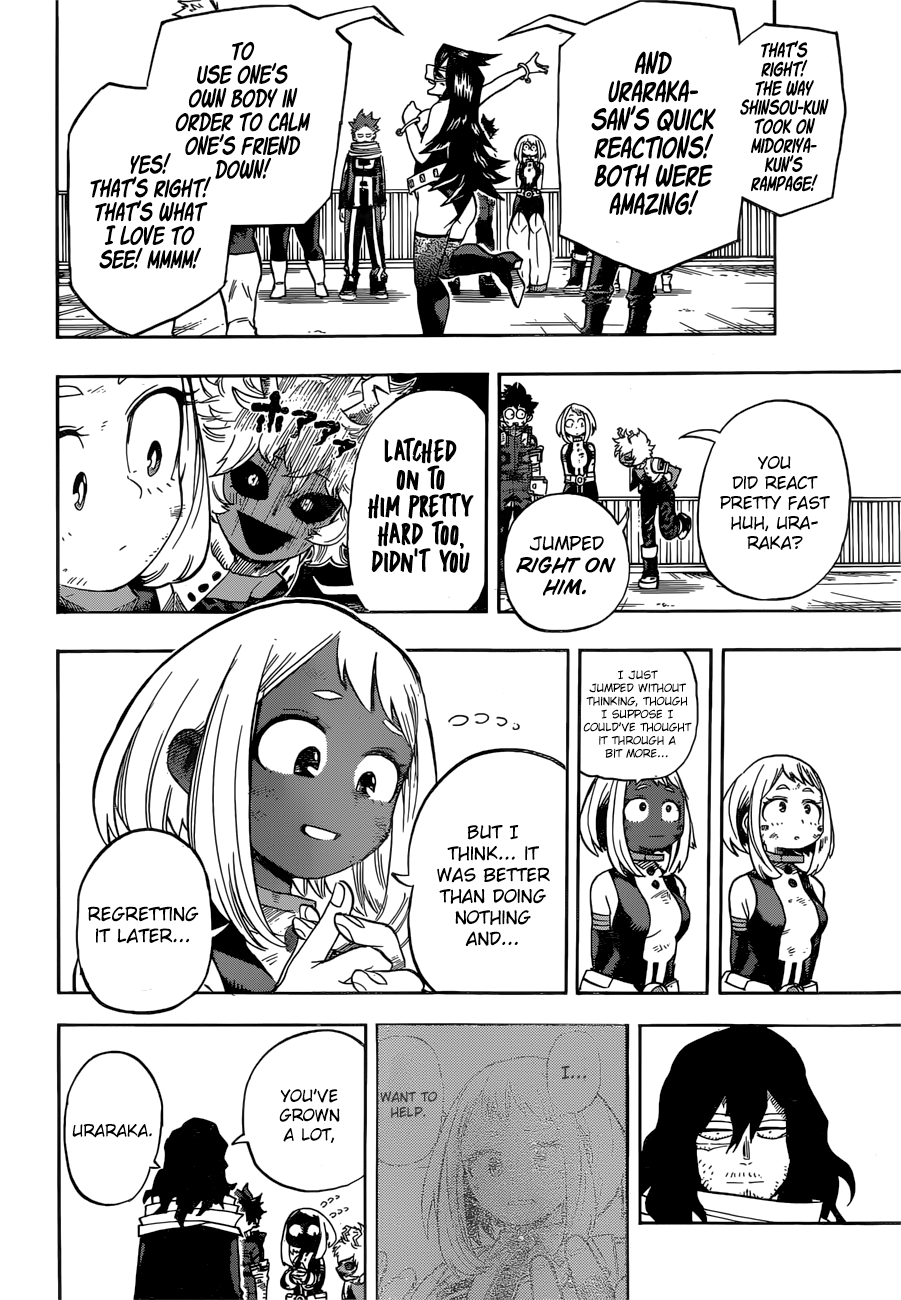 THAT'S
RIGHT!
THE WAY
SHINSOU-KUN
TOOK ON
MIDORIYA-
KUN'S
RAMPAGE!
AND
URARAKA-
SAN'S QUICK
REACTIONS!
BOTH WERE
AMAZING!
TO
USE ONE'S
OWN BODY IN
ORDER TO CALM
ONE'S FRIEND
DOWN!
YES!
THAT'S RIGHT!
THAT'S WHAT
I LOVE TO
SEE! MMMM!
YOU
DID REACT
PRETTY FAST
HUH, URA-
RAKA?
JUMPED
RIGHT ON
HIM.
LATCHED
ON TO
HIM PRETTY
HARD TOO,
DIDN'T YOU
ホアアア
I JUST
JUMPED WITHOUT
THINKING, THOUGH
I SUPPOSE I
COULD'VE THOUGHT
IT THROUGH A
BIT MORE...
BUT I
THINK... IT
WAS BETTER
THAN DOING
NOTHING
AND...
REGRETTING
IT LATER...
I...
WANT TO
HELP.
YOU'VE
GROWN
A LOT,
URARAKA.